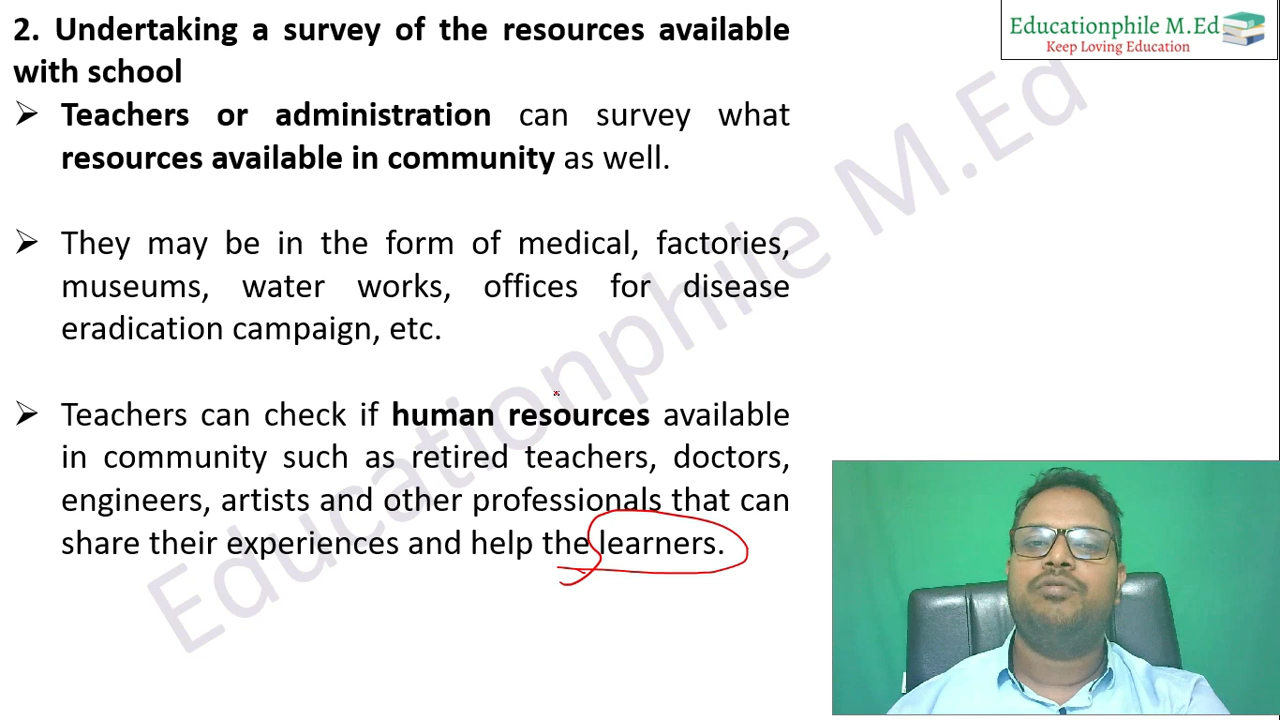 2. Undertaking a survey of the resources available
with school
➢ Teachers or administration can survey what
resources available in community as well.
➢ They may be in the form of medical, factories,
museums, water works, offices for disease
eradication campaign, etc.
➢ Teachers can check if human resources available
in community such as retired teachers, doctors,
engineers, artists and other professionals that can
share their experiences and help the learners.
Educationphile M.Ed
Keep Loving Education
Educationphile M.Ed